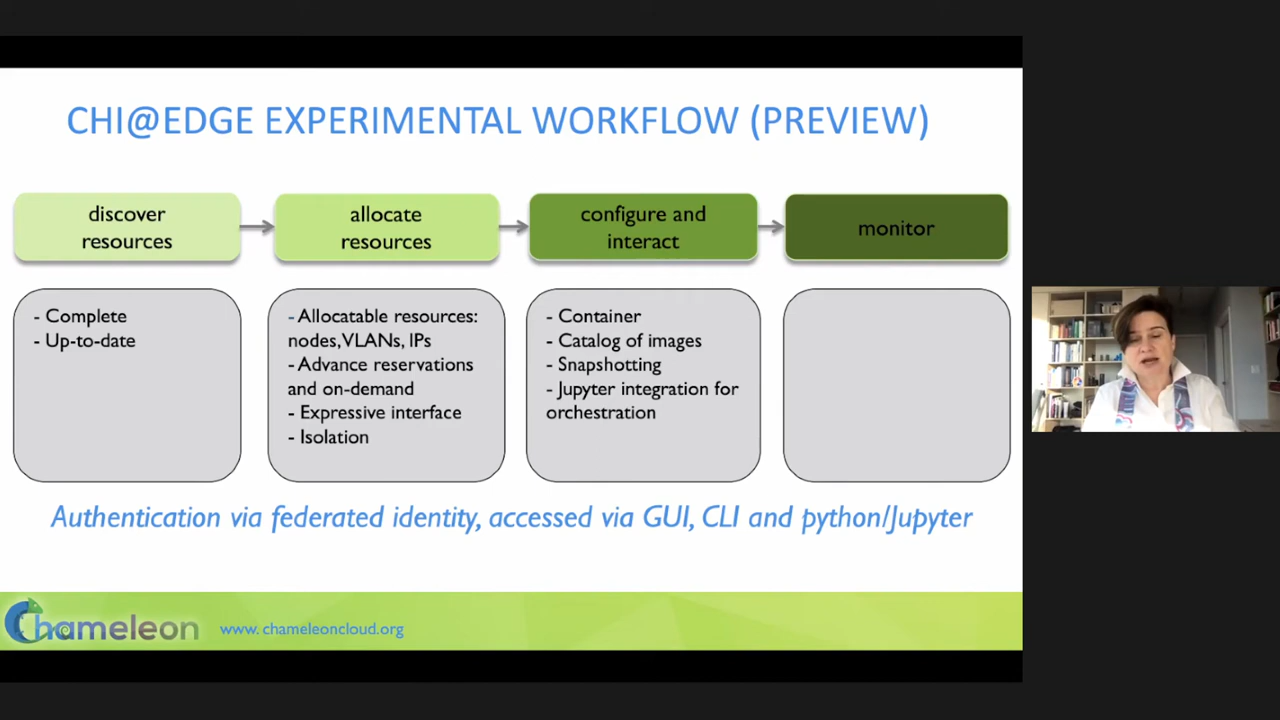 CHI@EDGE EXPERIMENTAL WORKFLOW (PREVIEW)
discover
resources
allocate
resources
configure and
interact
monitor
- Complete
- Up-to-date
- Allocatable resources:
nodes,VLANs, IPs
- Advance reservations
and on-demand
- Expressive interface
- Isolation
- Container
- Catalog of images
- Snapshotting
- Jupyter integration for
orchestration
Authentication via federated identity, accessed via GUI, CLI and python/Jupyter
Chameleon
www. chameleoncloud.org